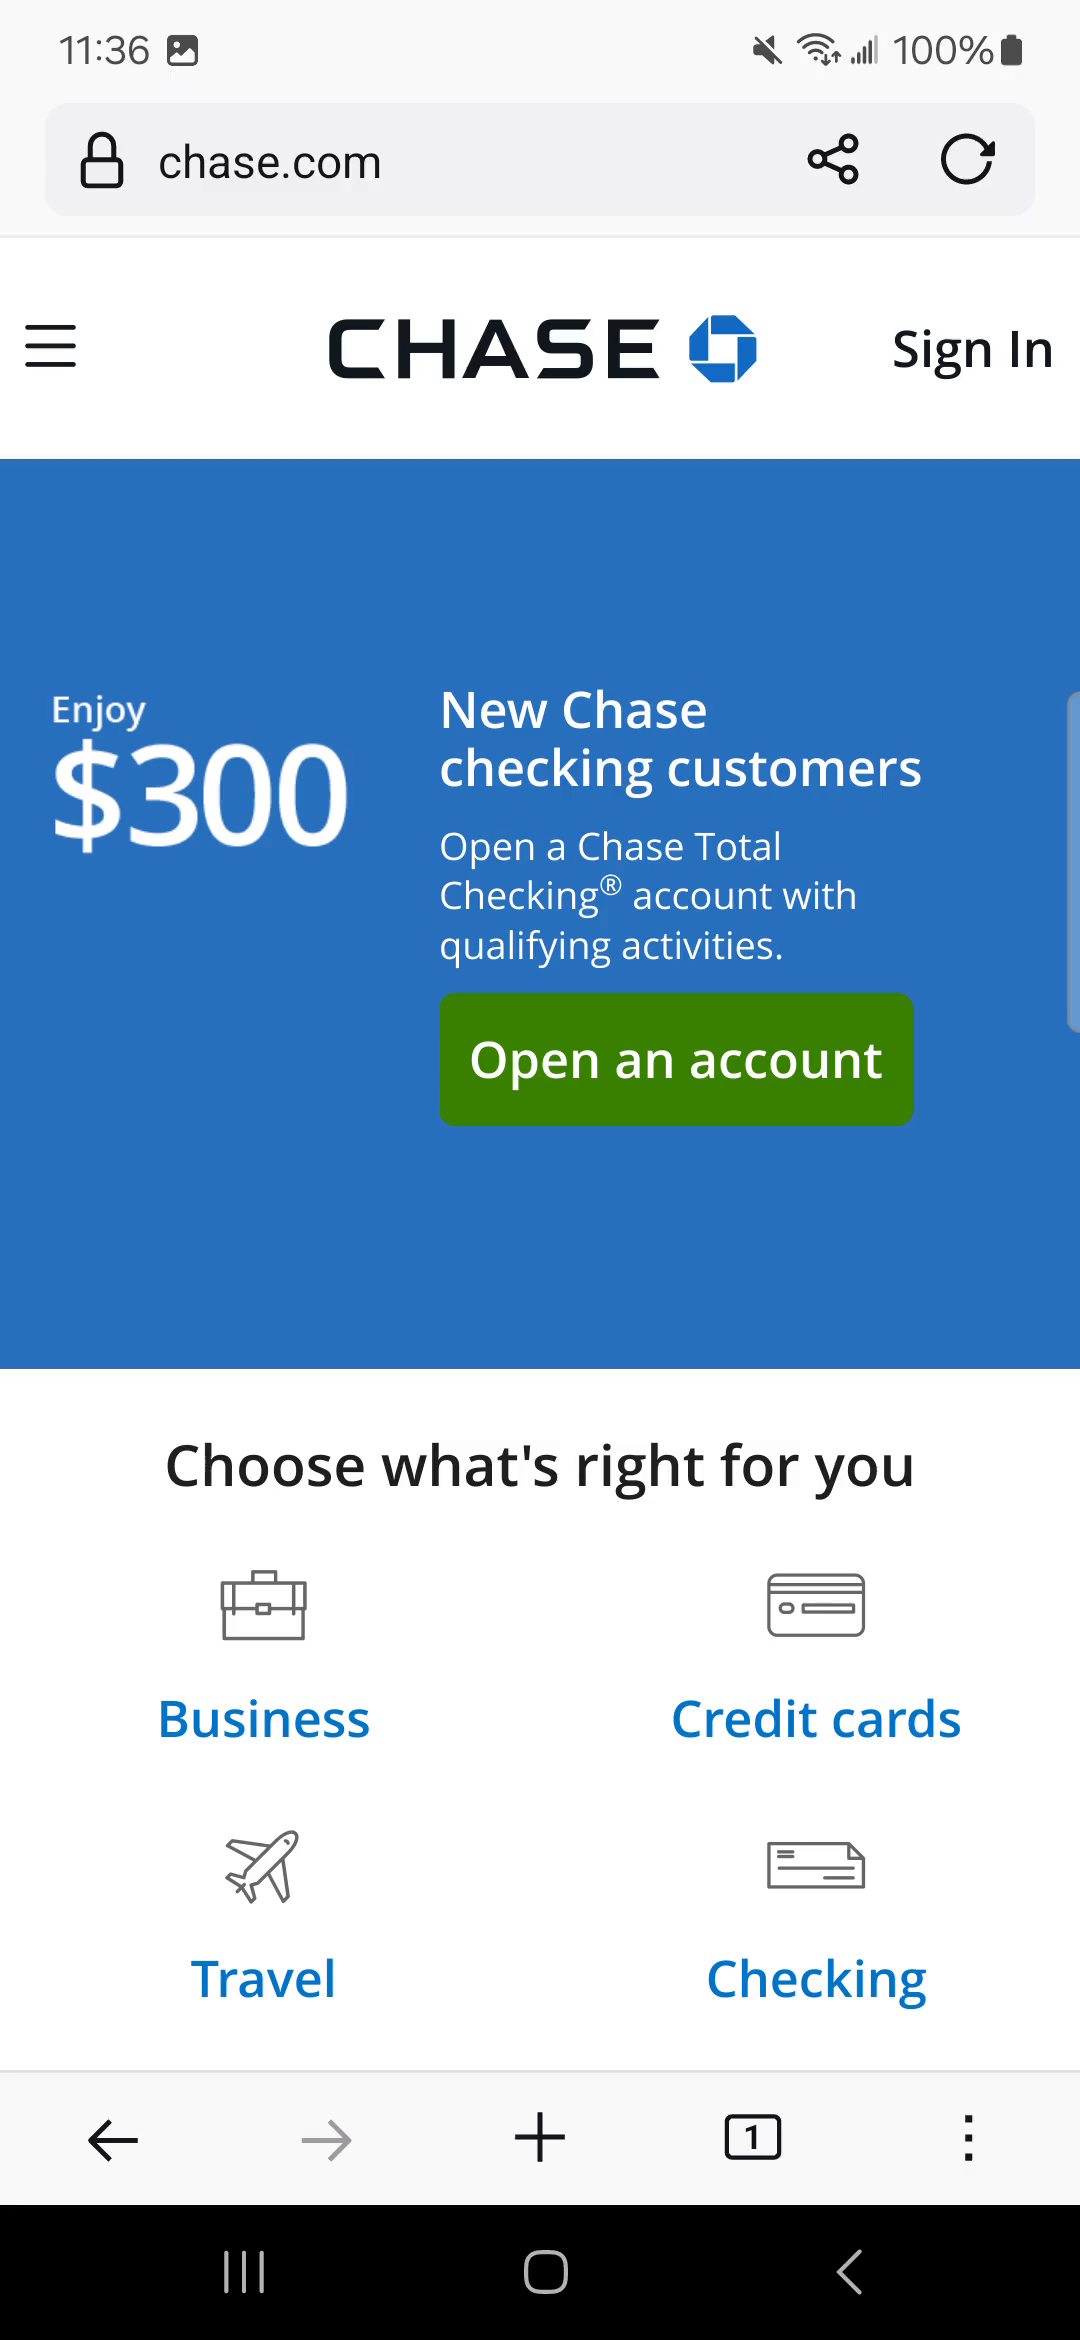 11:36
100%
chase.com
CHASE
Sign In
Enjoy
$300
New Chase
checking customers
Open a Chase Total
Checking® account with
qualifying activities.
Open an account
Choose what's right for you
Business
Credit cards
Travel
Checking
1